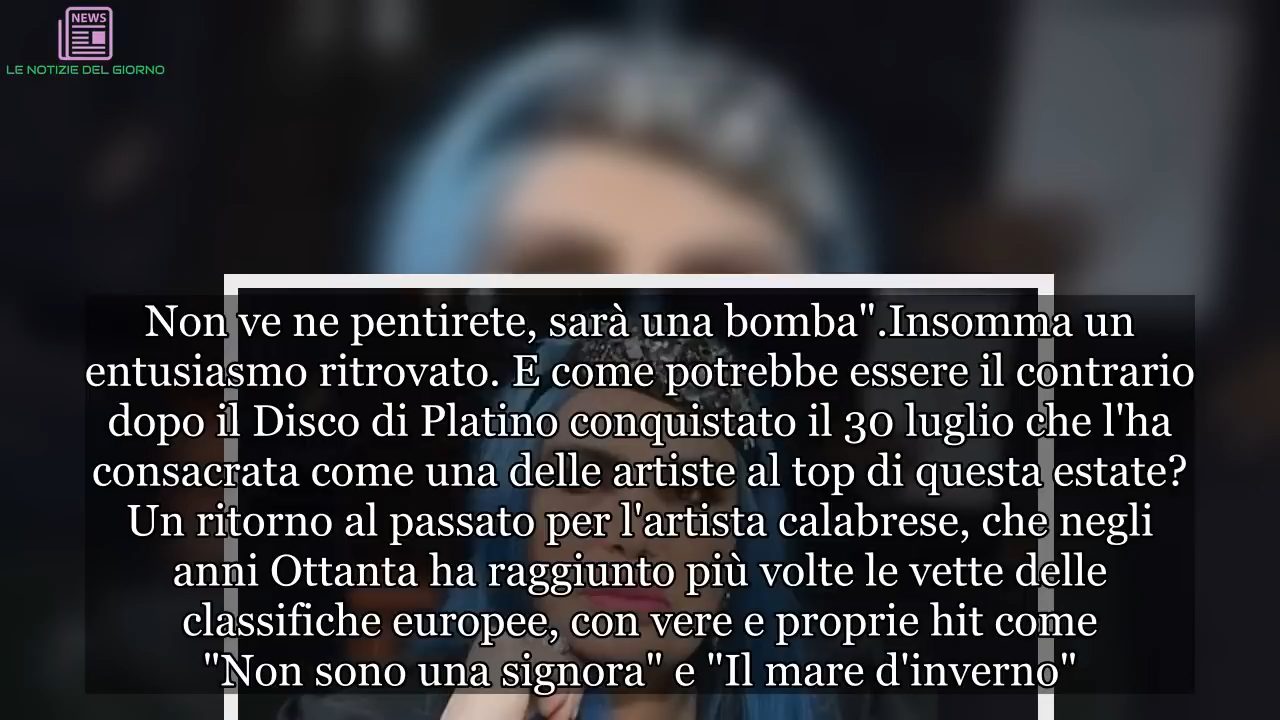 NEWS
LE NOTIZIE DEL GIORNO
Non ve ne pentirete, sarà una bomba".Insomma un
entusiasmo ritrovato. E come potrebbe essere il contrario
dopo il Disco di Platino conquistato il 30 luglio che l'ha
consacrata come una delle artiste al top di questa estate?
Un ritorno al passato per l'artista calabrese, che negli
anni Ottanta ha raggiunto più volte le vette delle
classifiche europee, con vere e proprie hit come
"Non sono una signora" e "Il mare d'inverno"